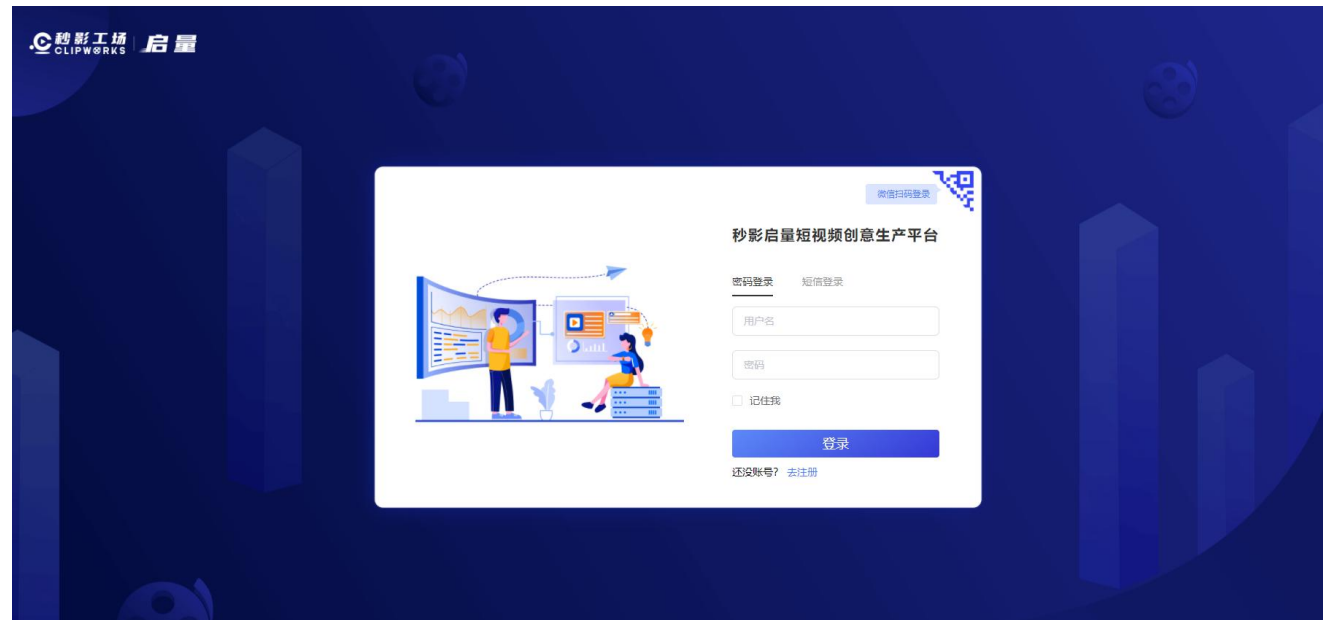 秒影工场 启量
CLIPWORKS
微信扫码登录
秒影启量短视频创意生产平台
密码登录 短信登录
用户名
密码
记住我
登录
还没账号? 去注册